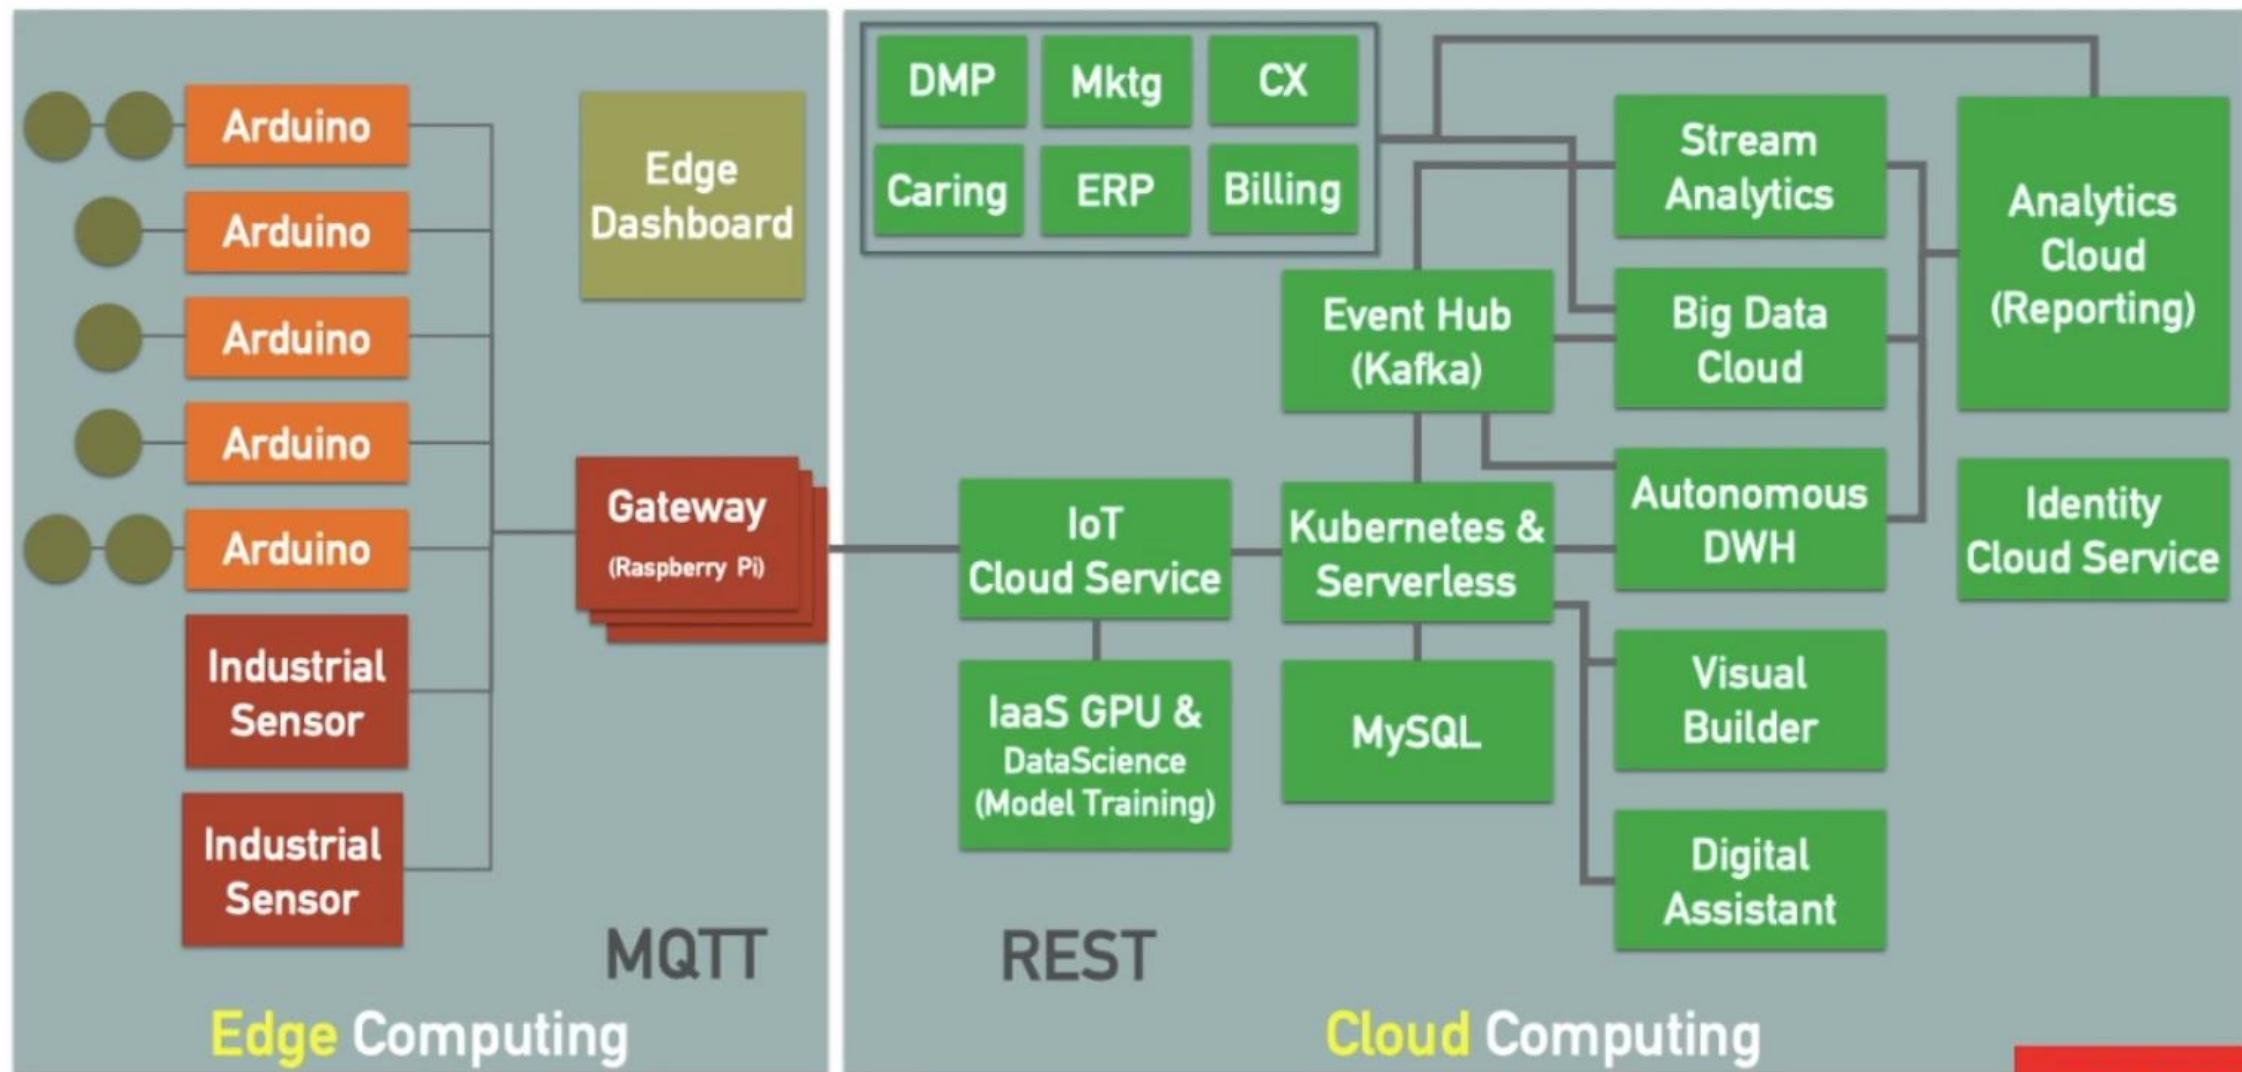 Arduino
Arduino
Arduino
Arduino
Arduino
Industrial
Sensor
Industrial
Sensor
Edge
Dashboard
Gateway
(Raspberry Pi)
MQTT
Edge Computing
DMP
Mktg
CX
Caring
ERP
Billing
Stream
Analytics
Analytics
Cloud
(Reporting)
Event Hub
(Kafka)
Big Data
Cloud
IoT
Cloud Service
Kubernetes &
Serverless
Autonomous
DWH
Identity
Cloud Service
IaaS GPU &
DataScience
(Model Training)
MySQL
Visual
Builder
Digital
Assistant
REST
Cloud Computing